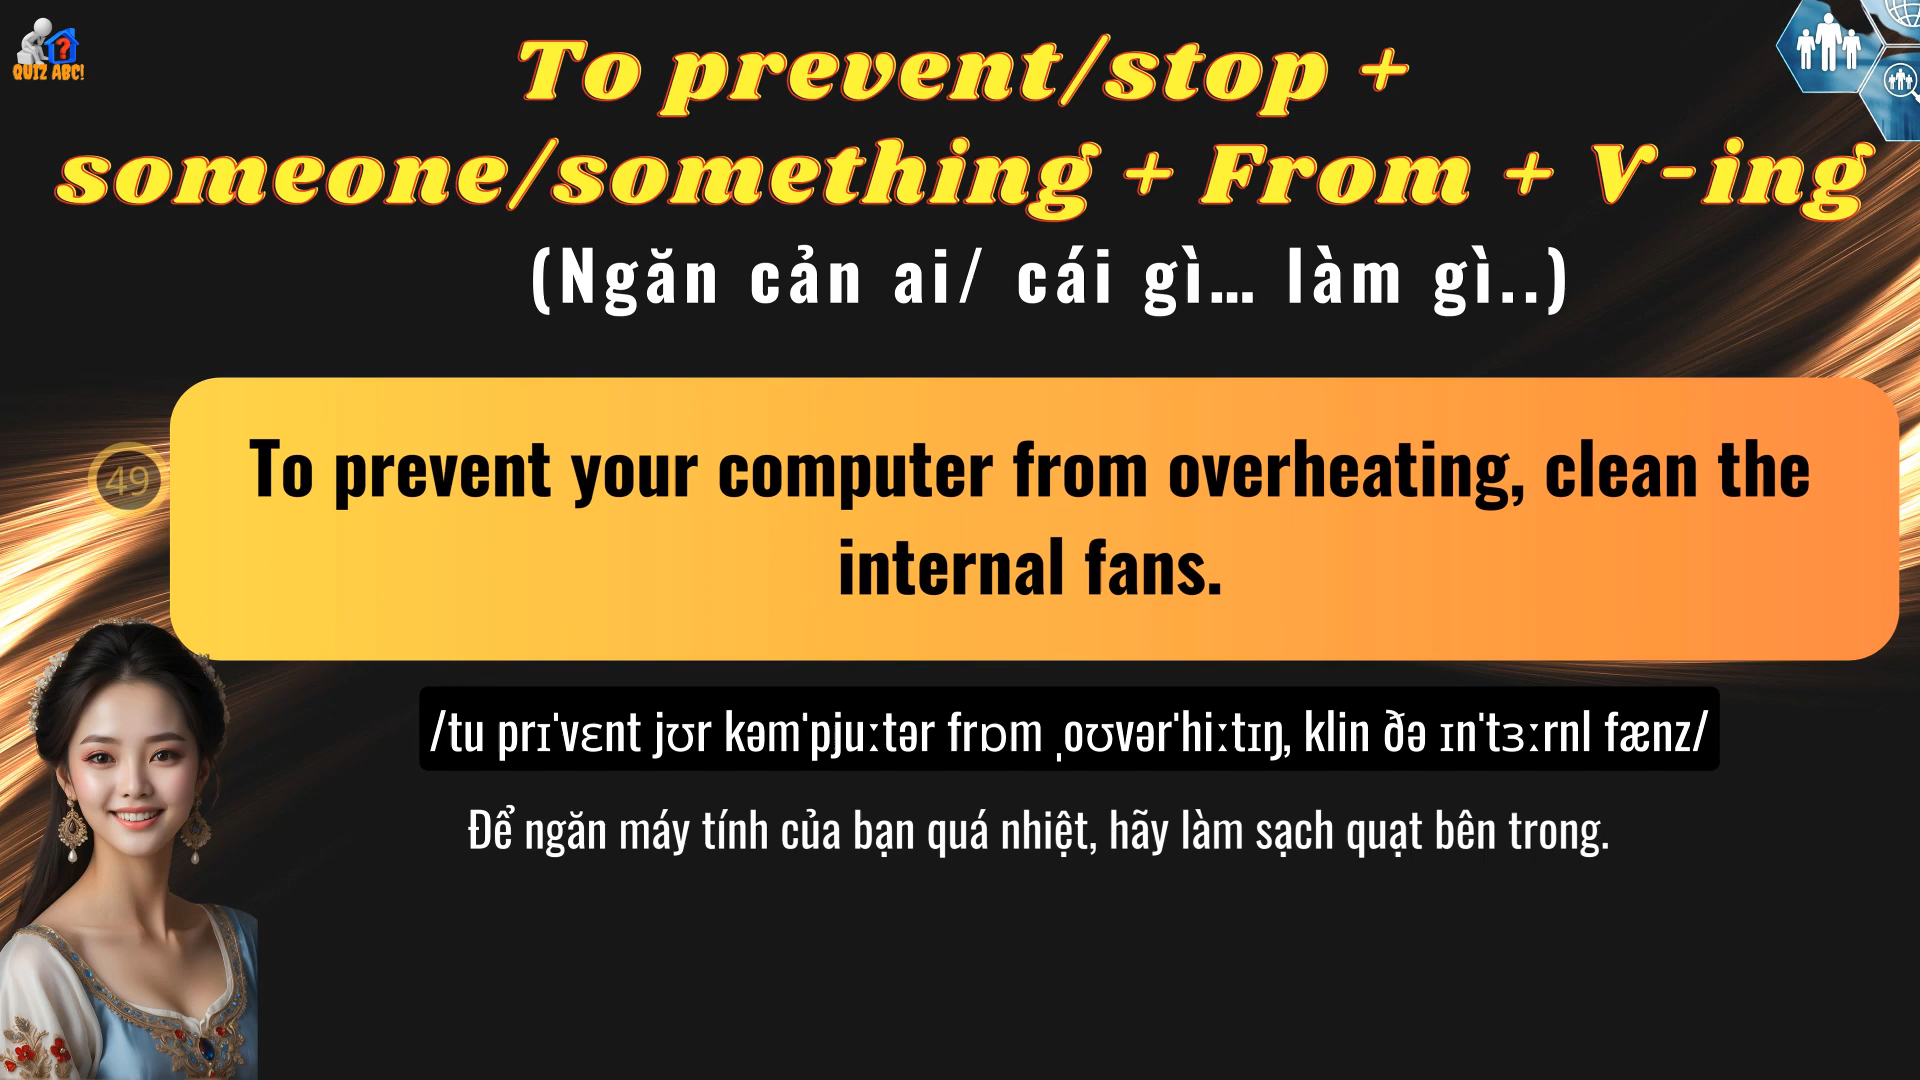 QUIZ ABC!
To prevent/stop +
someone/something + From + V-ing
(Ngăn cản ai/ cái gì... làm gì..)
49
To prevent your computer from overheating, clean the
internal fans.
/tu prɪˈvɛnt jʊr kəmˈpjuːtər frɒm ˌoʊvərˈhiːtɪŋ, klin ðə ɪnˈtɜːrnl fænz/
Để ngăn máy tính của bạn quá nhiệt, hãy làm sạch quạt bên trong.